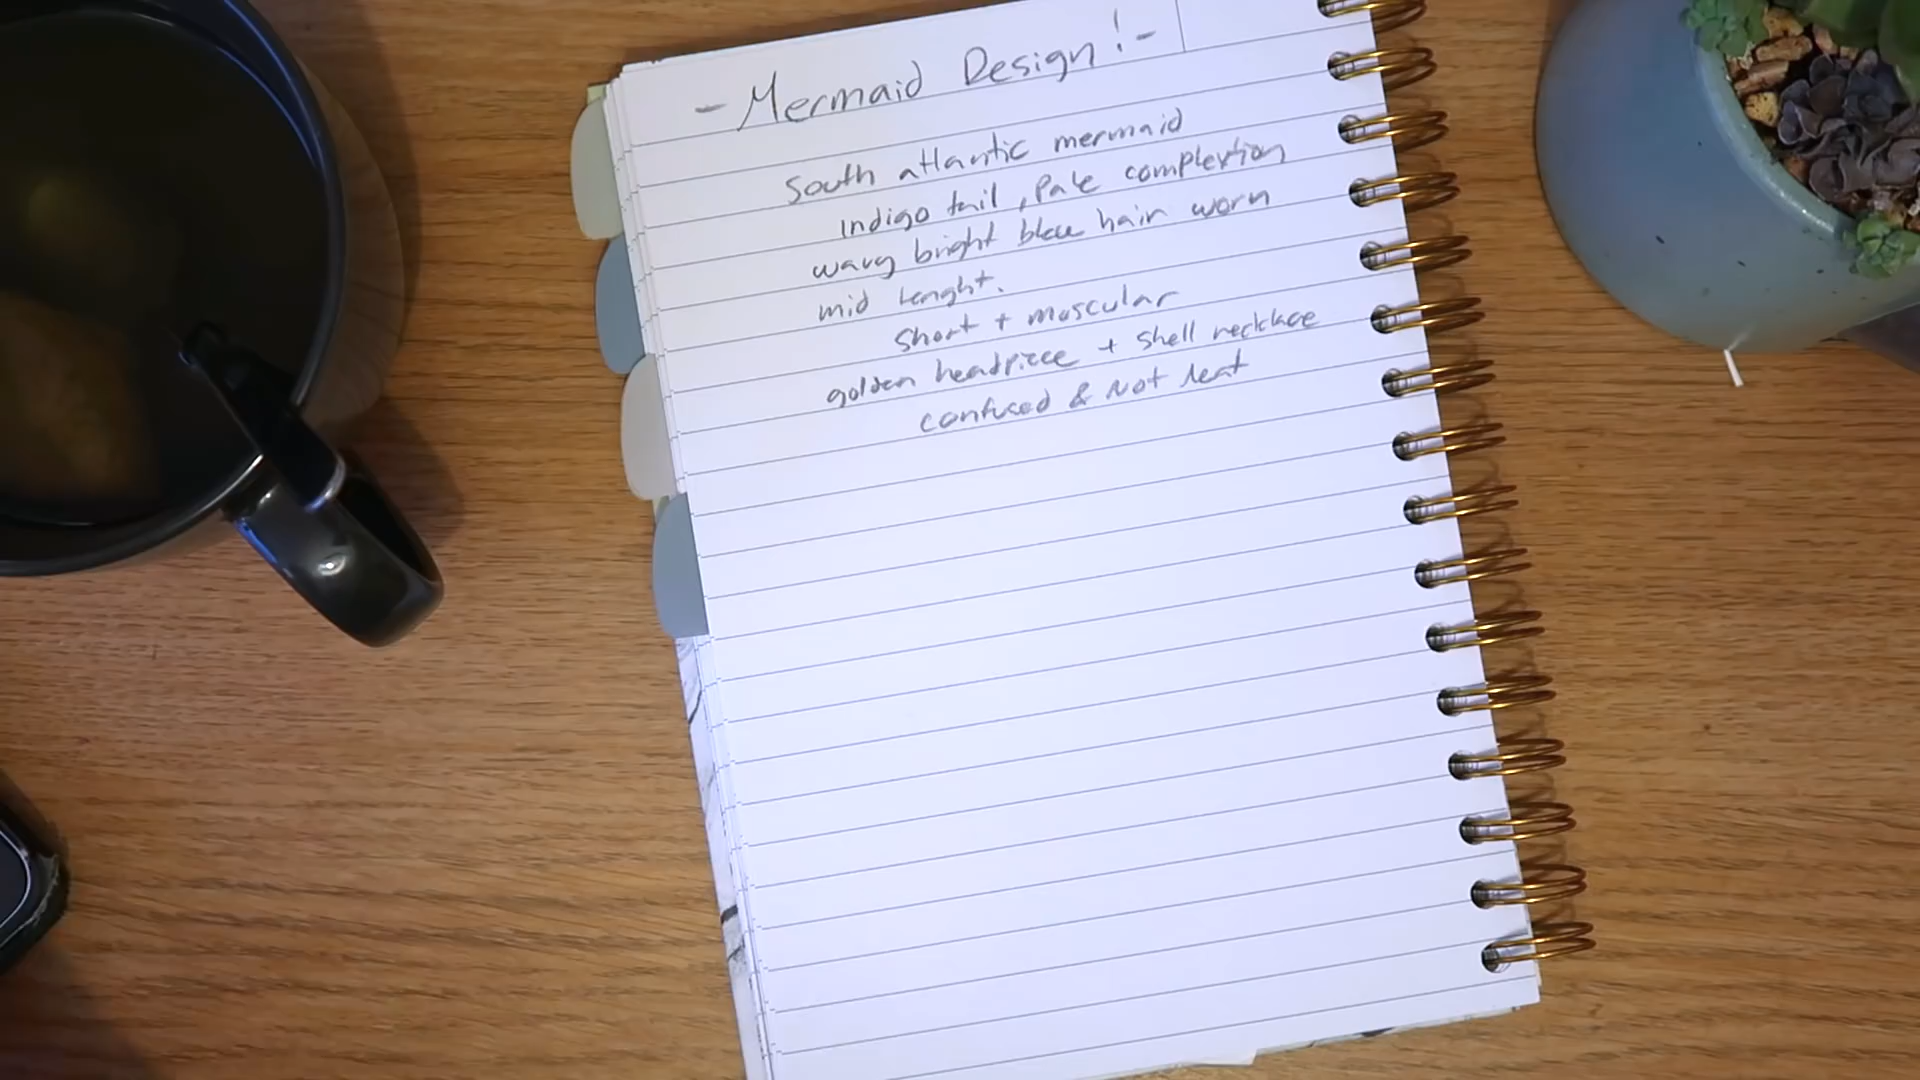 - Mermaid Design! -
South atlantic mermaid
Indigo tail, Pale complextion
wavy bright blue hair worn
mid lenght.
Short + muscular
golden headpiece + shell necklace
confused & Not neat